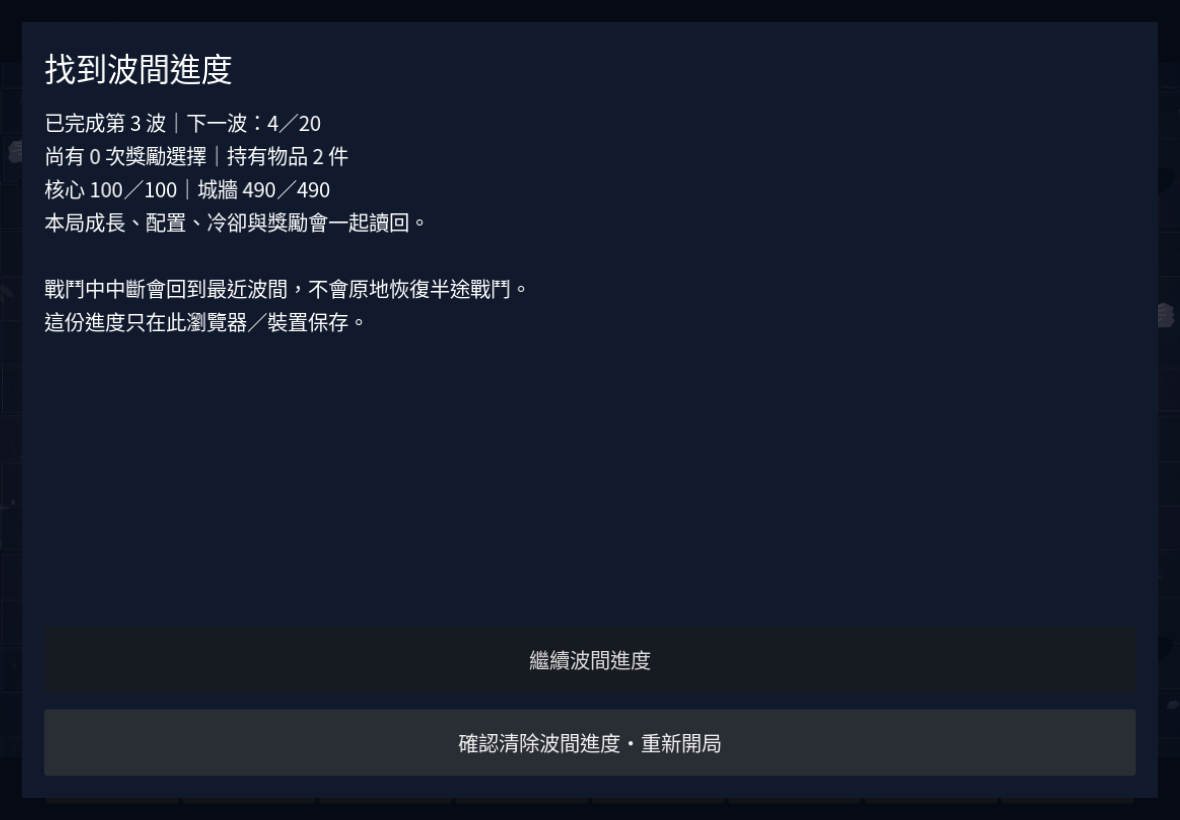 找到波間進度
已完成第 3 波｜下一波：4／20
尚有 0 次獎勵選擇｜持有物品 2 件
核心 100／100｜城牆 490／490
本局成長、配置、冷卻與獎勵會一起讀回。
戰鬥中中斷會回到最近波間，不會原地恢復半途戰鬥。
這份進度只在此瀏覽器／裝置保存。
繼續波間進度
確認清除波間進度・重新開局